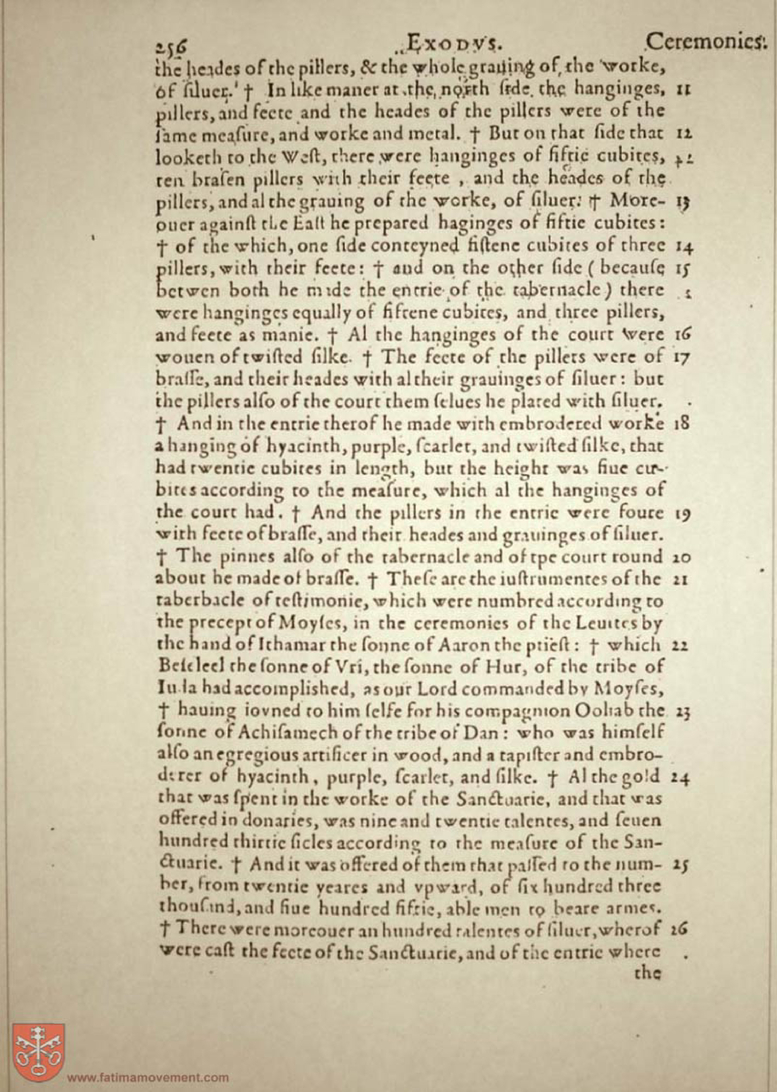 256 EXODVS. Ceremonies.
the heades of the pillers, & the whole grauing of the worke,
of siluer. † In like maner at the north side the hanginges, 11
pillers, and feete and the heades of the pillers were of the
same measure, and worke and metal. † But on that side that 12
looketh to the West, there were hanginges of fiftie cubites,
ten brasen pillers with their feete , and the heades of the
pillers, and al the grauing of the worke, of siluer: † More- 13
ouer against the East he prepared haginges of fiftie cubites:
† of the which, one side conteyned fiftene cubites of three 14
pillers, with their feete: † and on the other side ( because 15
betwen both he made the entrie of the tabernacle ) there
were hanginges equally of fiftene cubites, and three pillers,
and feete as manie. † Al the hanginges of the court were 16
wouen of twisted silke. † The feete of the pillers were of 17
brasse, and their heades with al their grauinges of siluer: but
the pillers also of the court them selues he plated with siluer.
† And in the entrie therof he made with embrodered worke 18
a hanging of hyacinth, purple, scarlet, and twisted silke, that
had twentie cubites in length, but the height was fiue cu-
bites according to the measure, which al the hanginges of
the court had. † And the pillers in the entrie were foure 19
with feete of brasse, and their heades and grauinges of siluer.
† The pinnes also of the tabernacle and of tpe court round 20
about he made of brasse. † These are the iustrumentes of the 21
taberbacle of testimonie, which were numbred according to
the precept of Moyses, in the ceremonies of the Leuites by
the hand of Ithamar the sonne of Aaron the priest: † which 22
Beseleel the sonne of Vri, the sonne of Hur, of the tribe of
Iuda had accomplished, as our Lord commanded by Moyses,
† hauing ioyned to him selfe for his compagnion Ooliab the 23
sonne of Achisamech of the tribe of Dan: who was himself
also an egregious artificer in wood, and a tapister and embro-
derer of hyacinth, purple, scarlet, and silke. † Al the gold 24
that was spent in the worke of the Sanctuarie, and that was
offered in donaries, was nine and twentie talentes, and seuen
hundred thirtie sicles according to the measure of the San-
ctuarie. † And it was offered of them that passed to the num- 25
ber, from twentie yeares and vpward, of six hundred three
thousand, and fiue hundred fiftie, able men to beare armes.
† There were moreouer an hundred talentes of siluer, wherof 26
were cast the feete of the Sanctuarie, and of the entrie where
the
www.fatimamovement.com